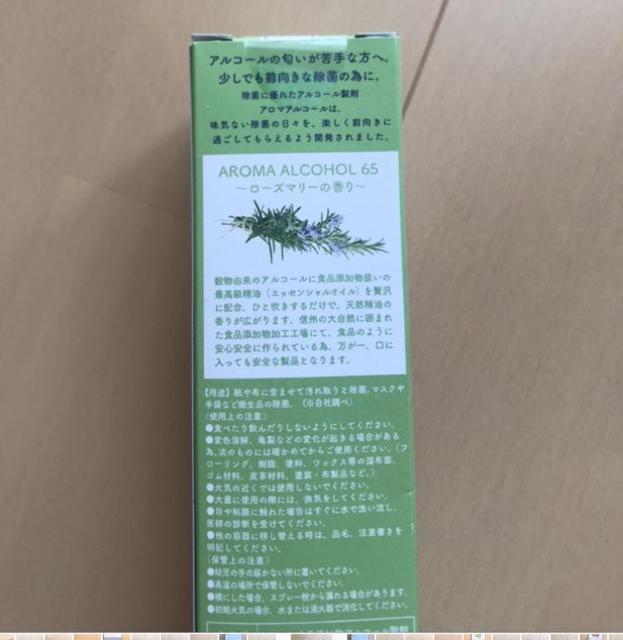 アルコールの匂いが苦手な方へ。
少しでも前向きな除菌の為に。
除菌に優れたアルコール製剤
アロマアルコールは、
味気ない除菌の日々を、楽しく前向きに
過ごしてもらえるよう開発されました。
AROMA ALCOHOL 65
～ローズマリーの香り～
穀物由来のアルコールに食品添加物扱いの
最高級精油(エッセンシャルオイル)を贅沢
に配合。ひと吹きするだけで、天然精油の
香りが広がります。信州の大自然に囲まれ
た食品添加物加工工場にて、食品のように
安心安全に作られている為、万が一、口に
入っても安全な製品となります。
【用途】紙や布に含ませて汚れ取りと除菌。マスクや
手袋など衛生品の除菌。(※自社調べ)
〈使用上の注意〉
●食べたり飲んだりしないようにしてください。
●変色溶解、亀裂などの変化が起きる場合がある
為、次のものには確かめてからご使用ください。(フ
ローリング、樹脂、塗料、ワックス等の湿布面、
ゴム材料、皮革材料、塗装・布製品など。)
●火気の近くでは使用しないでください。
●大量に使用の際には、換気をしてください。
●目や粘膜に触れた場合はすぐに水で洗い流し、
医師の診断を受けてください。
●他の容器に移し替える時は、品名、注意書きを
明記してください。
〈保管上の注意〉
●幼児の手の届かない所に置いてください。
●高温の場所で保管しないでください。
●横にした場合、スプレー栓から漏れる場合があります。
●初期火気の場合、水または消火器で消化してください。